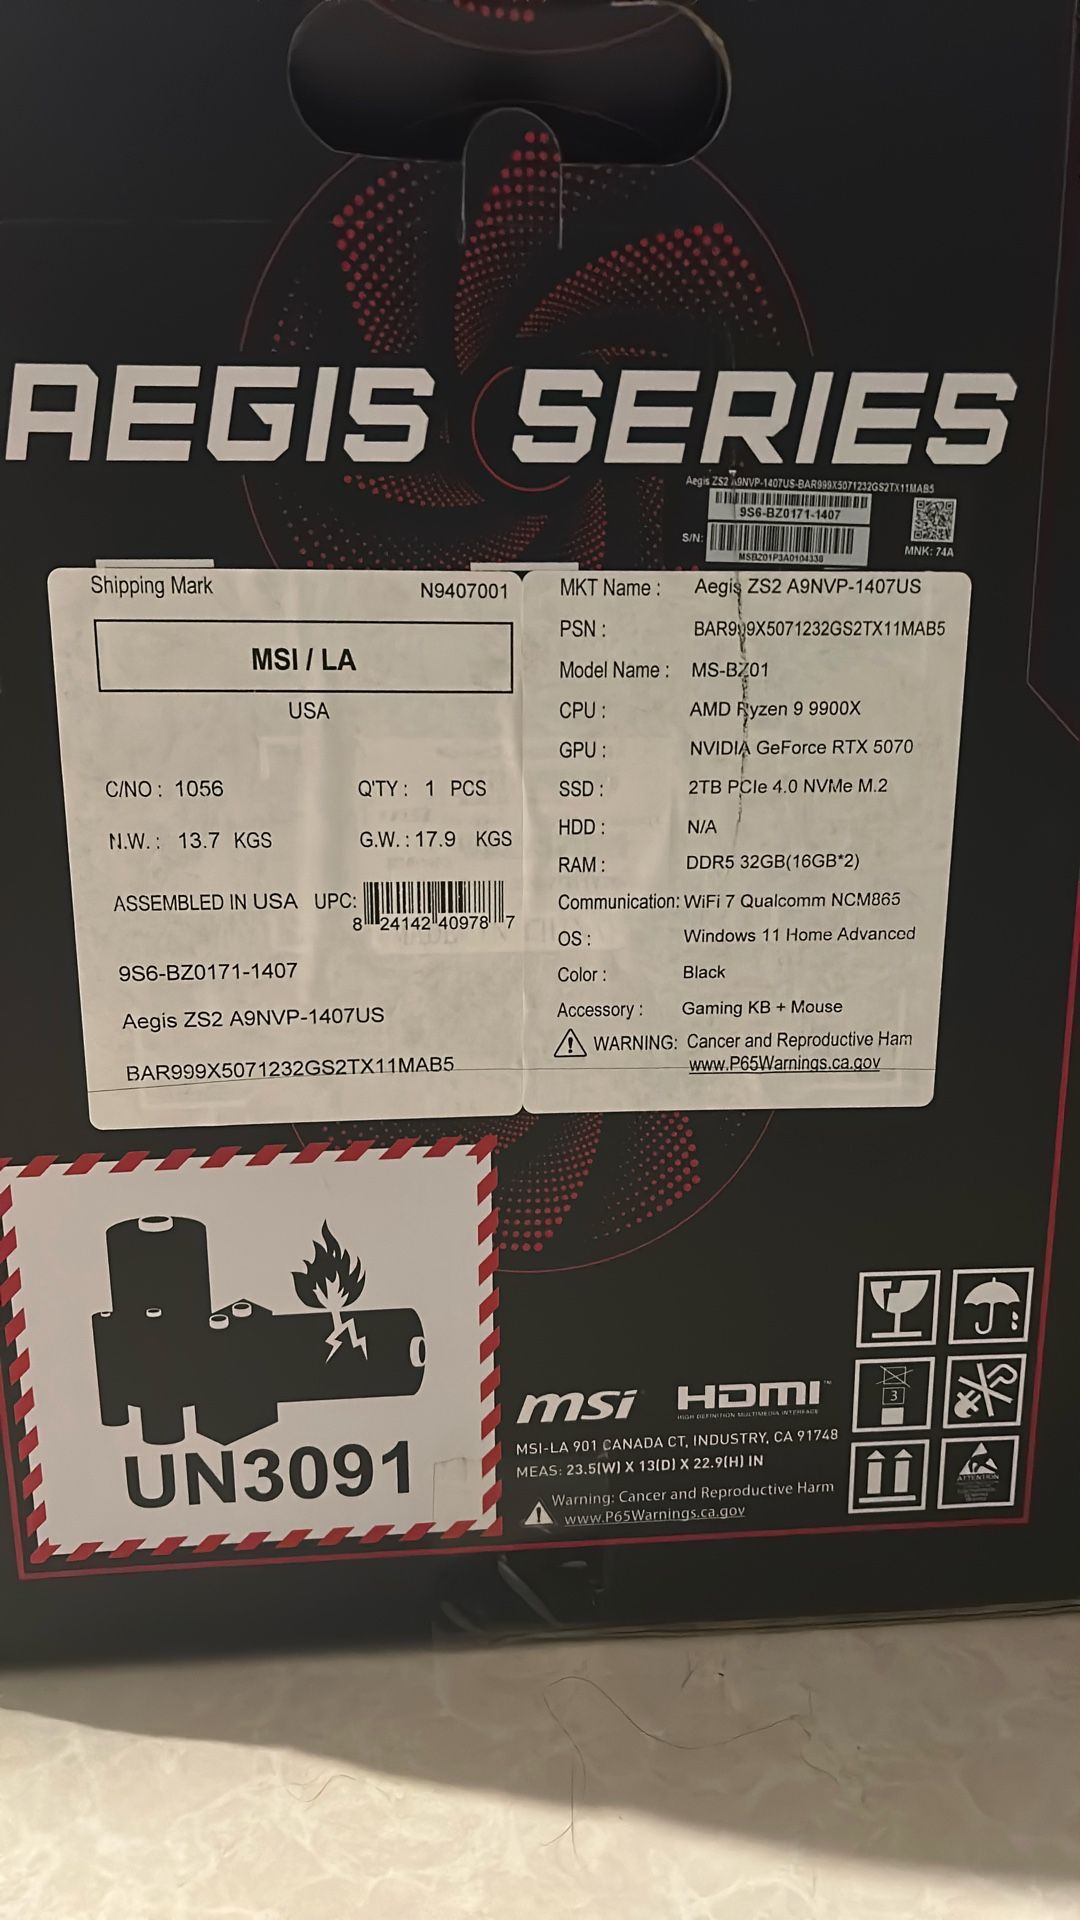 AEGIS SERIES
Aegis ZS2 A9NVP-1407US-BAR999X5071232GS2TX11MAB5
9S6-BZ0171-1407
S/N:
MSBZ01P3A0104338
MNK: 74A
Shipping Mark
N9407001
MSI / LA
USA
C/NO : 1056
Q'TY : 1 PCS
N.W. : 13.7 KGS
G.W. : 17.9 KGS
ASSEMBLED IN USA UPC:
8 24142 40978 7
9S6-BZ0171-1407
Aegis ZS2 A9NVP-1407US
BAR999X5071232GS2TX11MAB5
MKT Name : Aegis ZS2 A9NVP-1407US
PSN : BAR999X5071232GS2TX11MAB5
Model Name : MS-BZ01
CPU : AMD Ryzen 9 9900X
GPU : NVIDIA GeForce RTX 5070
SSD : 2TB PCIe 4.0 NVMe M.2
HDD : N/A
RAM : DDR5 32GB(16GB*2)
Communication: WiFi 7 Qualcomm NCM865
OS : Windows 11 Home Advanced
Color : Black
Accessory : Gaming KB + Mouse
WARNING: Cancer and Reproductive Ham
www.P65Warnings.ca.gov
UN3091
msi HDMI™
HIGH DEFINITION MULTIMEDIA INTERFACE
MSI-LA 901 CANADA CT, INDUSTRY, CA 91748
MEAS: 23.5(W) X 13(D) X 22.9(H) IN
Warning: Cancer and Reproductive Harm
www.P65Warnings.ca.gov
3
ATTENTION